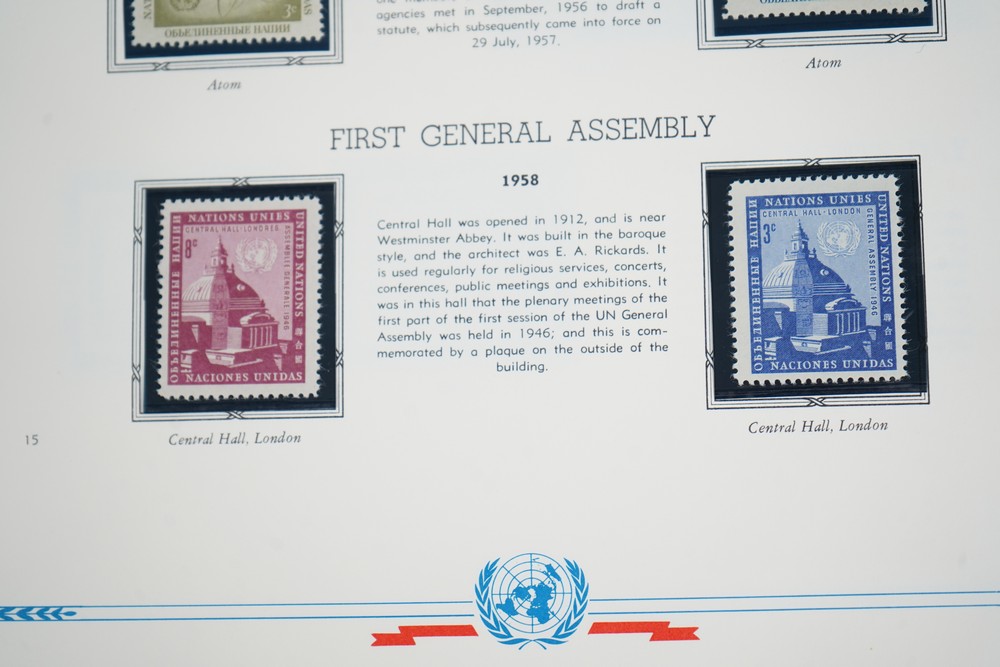 3c
ОБЬЕДИНЕННЫЕ НАЦИИ
Atom
agencies met in September, 1956 to draft a
statute, which subsequently came into force on
29 July, 1957.
Atom
FIRST GENERAL ASSEMBLY
1958
NATIONS UNIES
CENTRAL HALL-LONDRES
8c
ASSEMBLÉE GÉNÉRALE 1946
UNITED NATIONS
ОБЪЕДИНЕННЫЕ НАЦИИ
NACIONES UNIDAS
Central Hall, London
Central Hall was opened in 1912, and is near
Westminster Abbey. It was built in the baroque
style, and the architect was E. A. Rickards. It
is used regularly for religious services, concerts,
conferences, public meetings and exhibitions. It
was in this hall that the plenary meetings of the
first part of the first session of the UN General
Assembly was held in 1946; and this is com-
memorated by a plaque on the outside of the
building.
NATIONS UNIES
CENTRAL HALL-LONDON
3c
GENERAL ASSEMBLY-1946
UNITED NATIONS
ОБЪЕДИНЕННЫЕ НАЦИИ
NACIONES UNIDAS
Central Hall, London
15